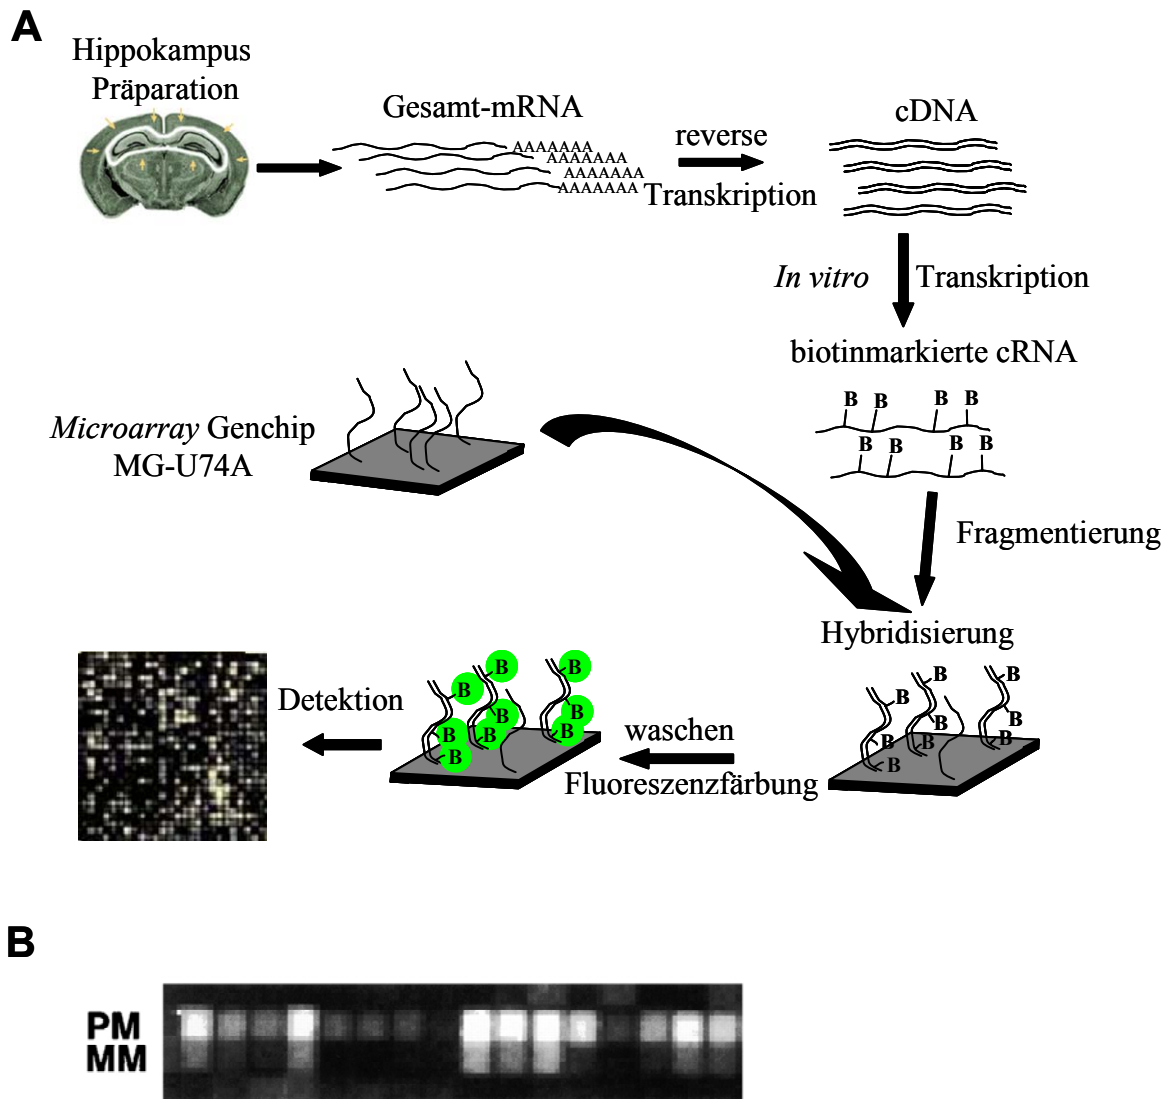 A
Hippokampus
Präparation
Gesamt-mRNA
AAAAAAA
AAAAAAA
AAAAAAA
AAAAAAA
reverse
Transkription
cDNA
In vitro Transkription
biotinmarkierte cRNA
B B B B
B B B B
Microarray Genchip
MG-U74A
Fragmentierung
Hybridisierung
B B B
B B B
B B B
waschen
Fluoreszenzfärbung
B B B
B B B
B B B
Detektion
B
PM
MM